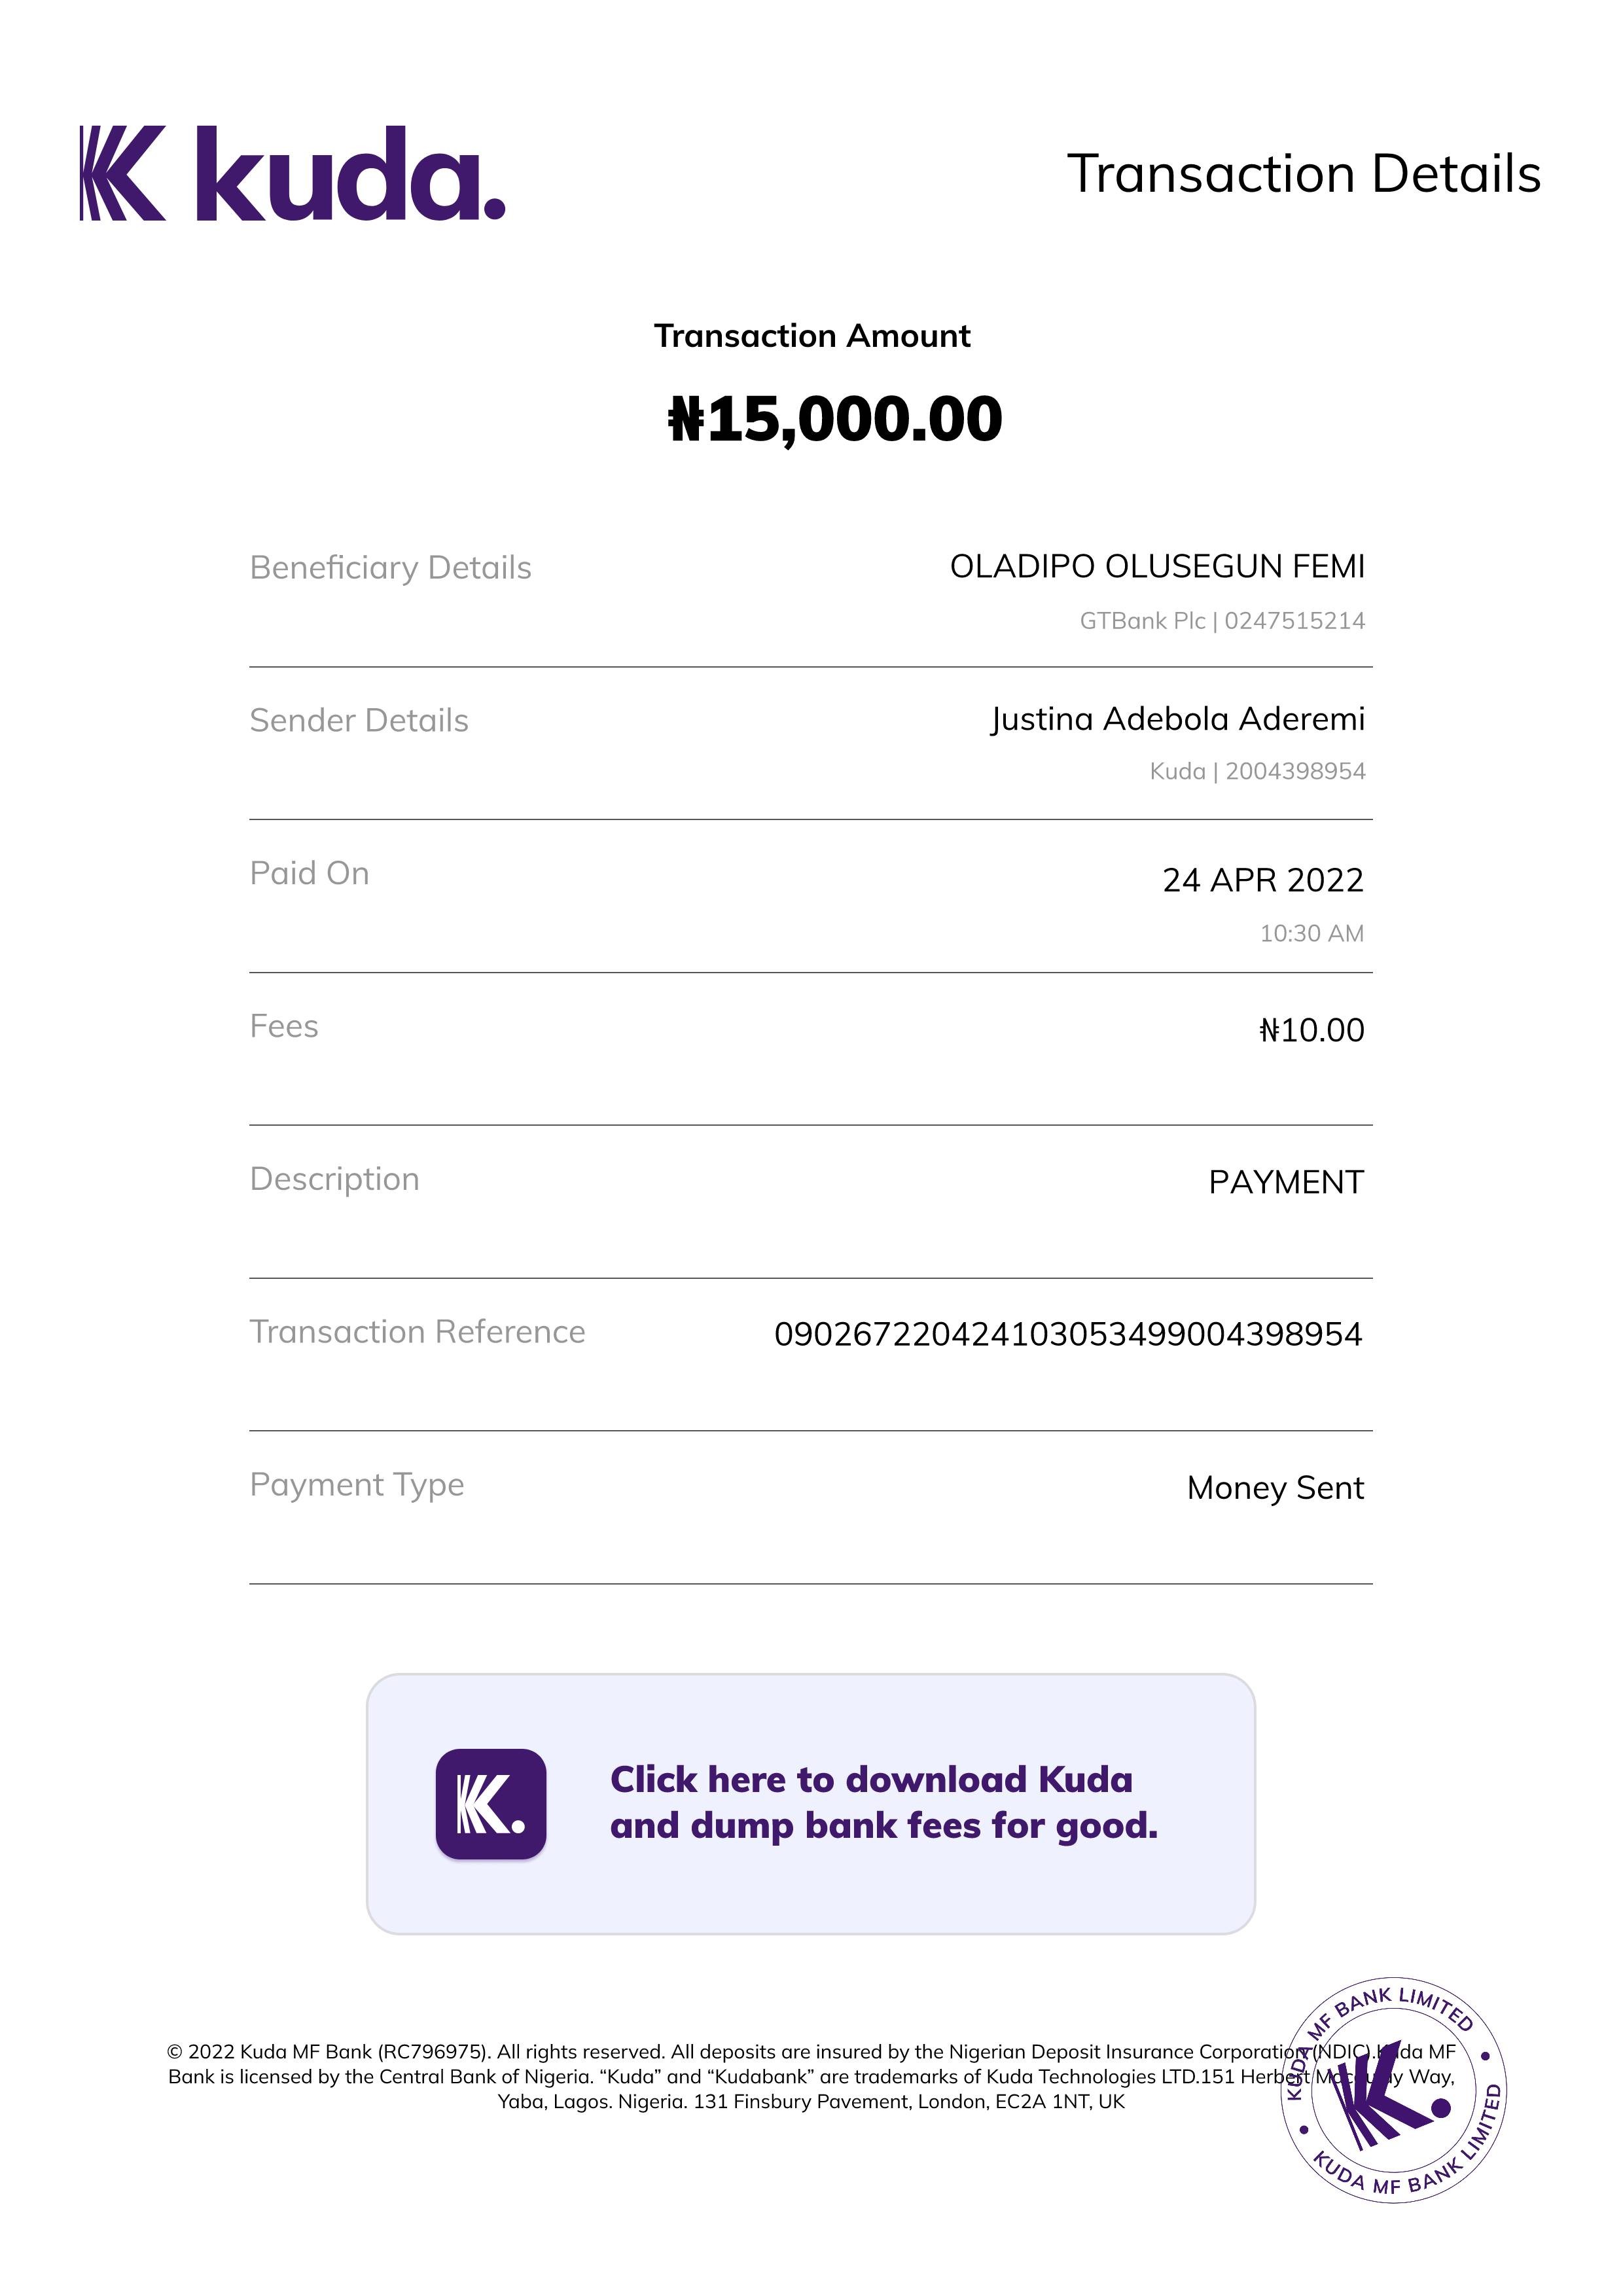 kuda.
Transaction Details
Transaction Amount
₦15,000.00
Beneficiary Details
OLADIPO OLUSEGUN FEMI
GTBank Plc | 0247515214
Sender Details
Justina Adebola Aderemi
Kuda | 2004398954
Paid On
24 APR 2022
10:30 AM
Fees
₦10.00
Description
PAYMENT
Transaction Reference
090267220424103053499004398954
Payment Type
Money Sent
K.
Click here to download Kuda
and dump bank fees for good.
© 2022 Kuda MF Bank (RC796975). All rights reserved. All deposits are insured by the Nigerian Deposit Insurance Corporation (NDIC).Kuda MF
Bank is licensed by the Central Bank of Nigeria. “Kuda” and “Kudabank” are trademarks of Kuda Technologies LTD.151 Herbert Macaulay Way,
Yaba, Lagos. Nigeria. 131 Finsbury Pavement, London, EC2A 1NT, UK
KUDA MF BANK LIMITED
K.
KUDA MF BANK LIMITED